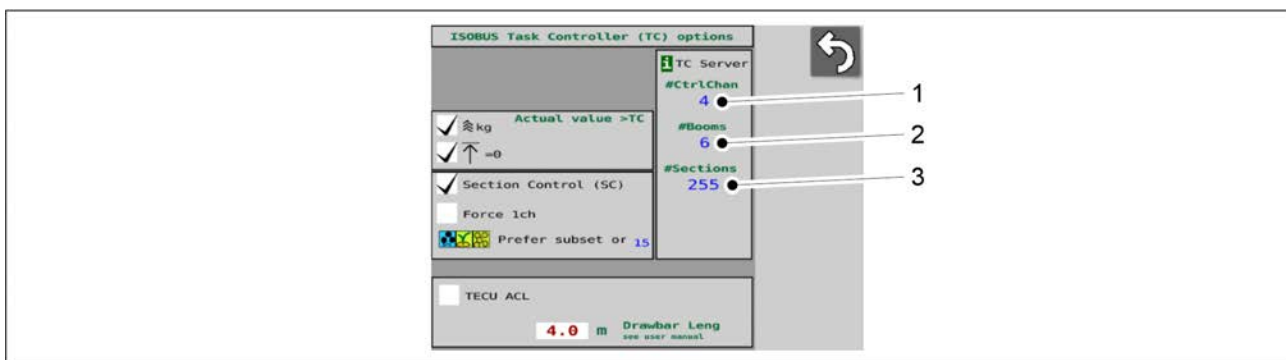 ISOBUS Task Controller (TC) options
i TC Server
#CtrlChan
4
1
#Booms
6
2
#Sections
255
3
Actual value >TC
kg
=0
Section Control (SC)
Force 1ch
Prefer subset or 15
TECU ACL
4.0 m Drawbar Leng
see user manual